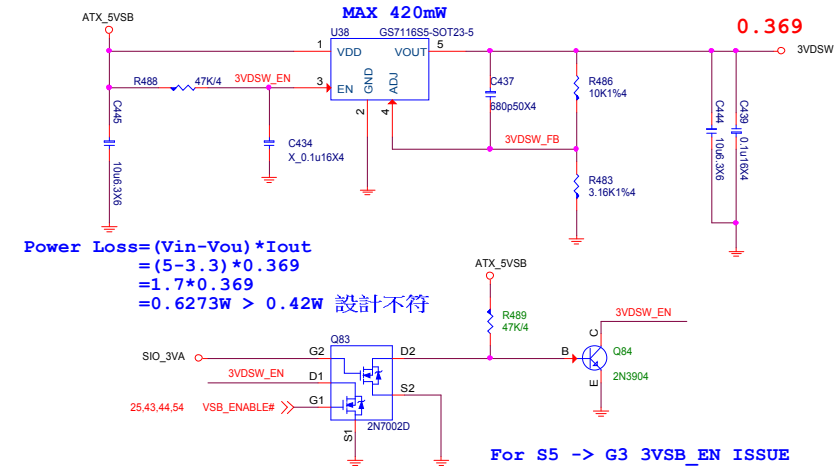 MAX 420mW
ATX_5VSB
U38
GS7116S5-SOT23-5
0.369
1
VDD
VOUT
5
3VDSW
R488
47K/4
3VDSW_EN
3
EN
GND
ADJ
2
4
C437
680p50X4
R486
10K1%4
C445
10u6.3X6
C434
X_0.1u16X4
3VDSW_FB
R483
3.16K1%4
C444
10u6.3X6
C439
0.1u16X4
Power Loss=(Vin-Vou)*Iout
=(5-3.3)*0.369
=1.7*0.369
=0.6273W > 0.42W 設計不符
ATX_5VSB
R489
47K/4
3VDSW_EN
Q83
SIO_3VA
G2
D2
B
C
Q84
2N3904
E
3VDSW_EN
D1
S2
25,43,44,54
VSB_ENABLE#
G1
S1
2N7002D
For S5 -> G3 3VSB_EN ISSUE